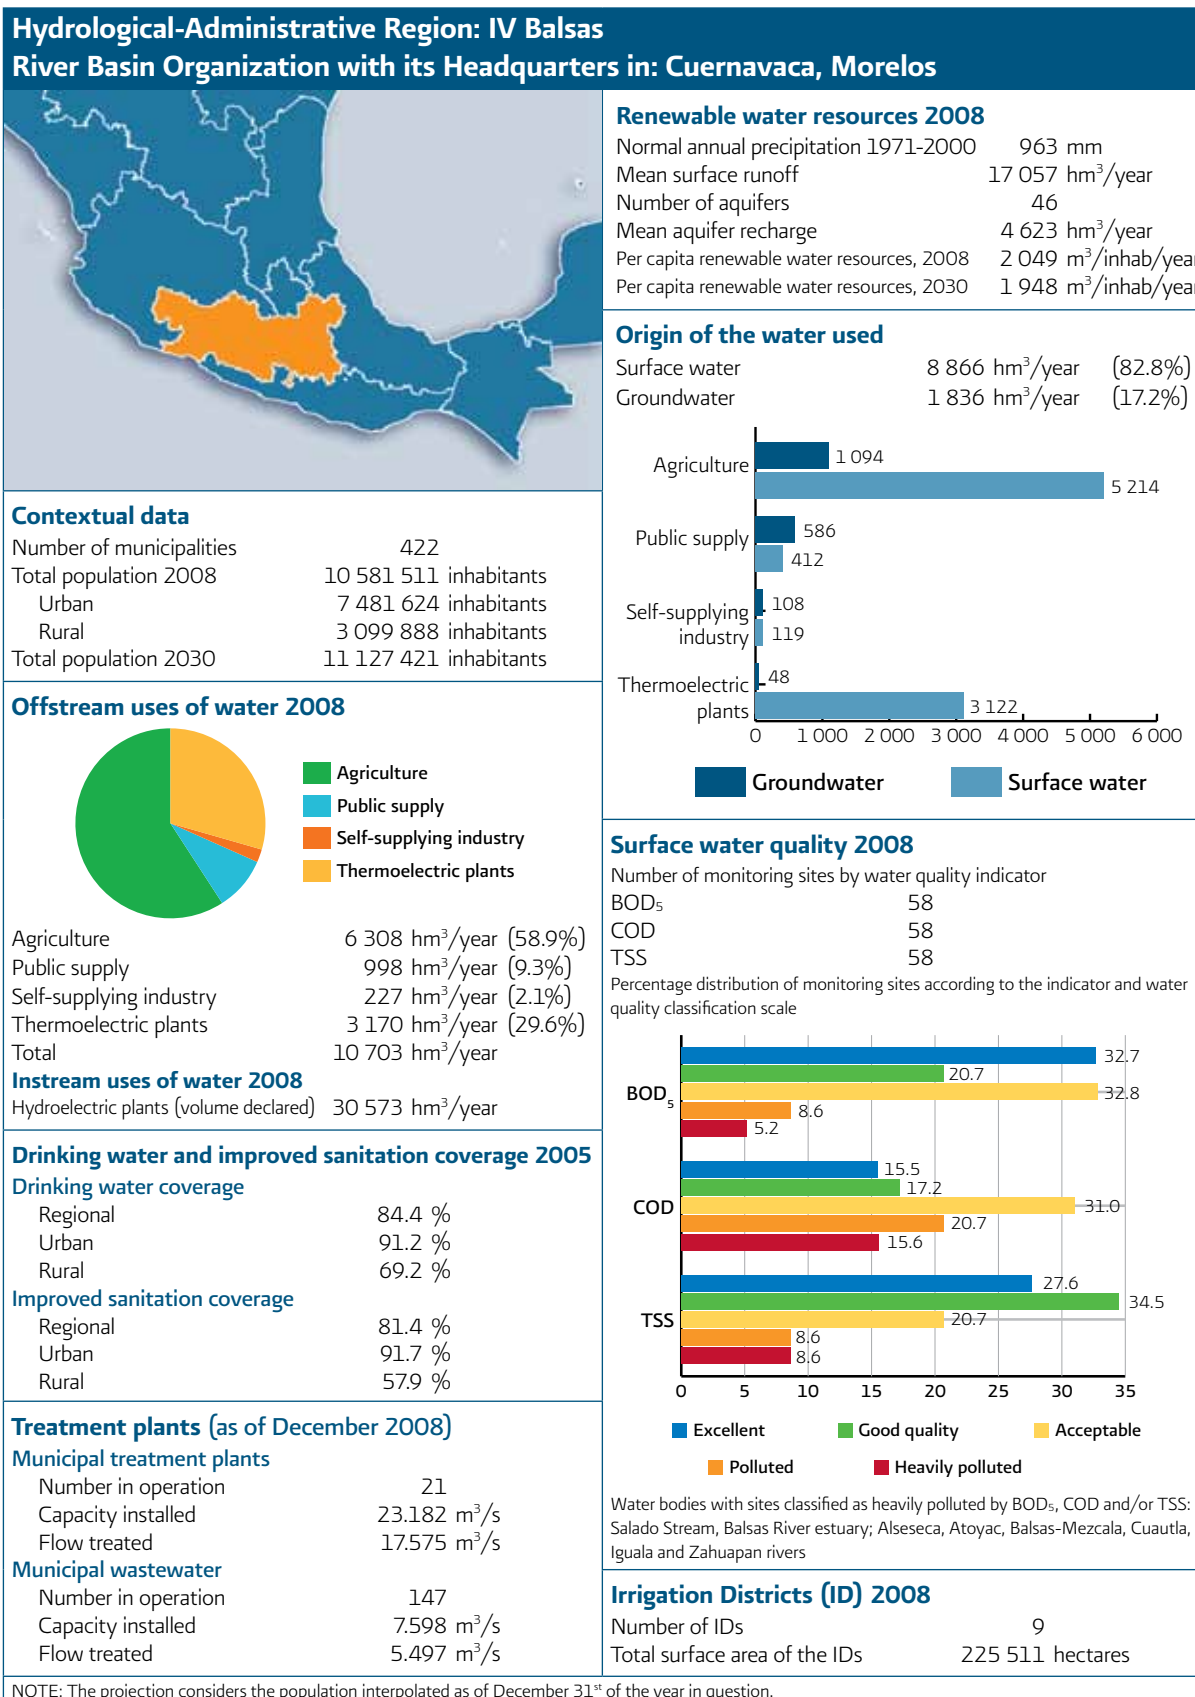 Hydrological-Administrative Region: IV Balsas
River Basin Organization with its Headquarters in: Cuernavaca, Morelos
Contextual data
Number of municipalities 422
Total population 2008 10 581 511 inhabitants
Urban 7 481 624 inhabitants
Rural 3 099 888 inhabitants
Total population 2030 11 127 421 inhabitants
Offstream uses of water 2008
Agriculture
Public supply
Self-supplying industry
Thermoelectric plants
Agriculture 6 308 hm³/year (58.9%)
Public supply 998 hm³/year (9.3%)
Self-supplying industry 227 hm³/year (2.1%)
Thermoelectric plants 3 170 hm³/year (29.6%)
Total 10 703 hm³/year
Instream uses of water 2008
Hydroelectric plants (volume declared) 30 573 hm³/year
Drinking water and improved sanitation coverage 2005
Drinking water coverage
Regional 84.4 %
Urban 91.2 %
Rural 69.2 %
Improved sanitation coverage
Regional 81.4 %
Urban 91.7 %
Rural 57.9 %
Treatment plants (as of December 2008)
Municipal treatment plants
Number in operation 21
Capacity installed 23.182 m³/s
Flow treated 17.575 m³/s
Municipal wastewater
Number in operation 147
Capacity installed 7.598 m³/s
Flow treated 5.497 m³/s
Renewable water resources 2008
Normal annual precipitation 1971-2000 963 mm
Mean surface runoff 17 057 hm³/year
Number of aquifers 46
Mean aquifer recharge 4 623 hm³/year
Per capita renewable water resources, 2008 2 049 m³/inhab/year
Per capita renewable water resources, 2030 1 948 m³/inhab/year
Origin of the water used
Surface water 8 866 hm³/year (82.8%)
Groundwater 1 836 hm³/year (17.2%)
Agriculture 1 094
5 214
Public supply 586
412
Self-supplying industry 108
119
Thermoelectric plants 48
3 122
0 1 000 2 000 3 000 4 000 5 000 6 000
Groundwater Surface water
Surface water quality 2008
Number of monitoring sites by water quality indicator
BOD₅ 58
COD 58
TSS 58
Percentage distribution of monitoring sites according to the indicator and water
quality classification scale
BOD₅
32.7
20.7
32.8
8.6
5.2
COD
15.5
17.2
31.0
20.7
15.6
TSS
27.6
34.5
20.7
8.6
8.6
0 5 10 15 20 25 30 35
Excellent Good quality Acceptable
Polluted Heavily polluted
Water bodies with sites classified as heavily polluted by BOD₅, COD and/or TSS:
Salado Stream, Balsas River estuary; Alseseca, Atoyac, Balsas-Mezcala, Cuautla,
Iguala and Zahuapan rivers
Irrigation Districts (ID) 2008
Number of IDs 9
Total surface area of the IDs 225 511 hectares
NOTE: The projection considers the population interpolated as of December 31ˢᵗ of the year in question.